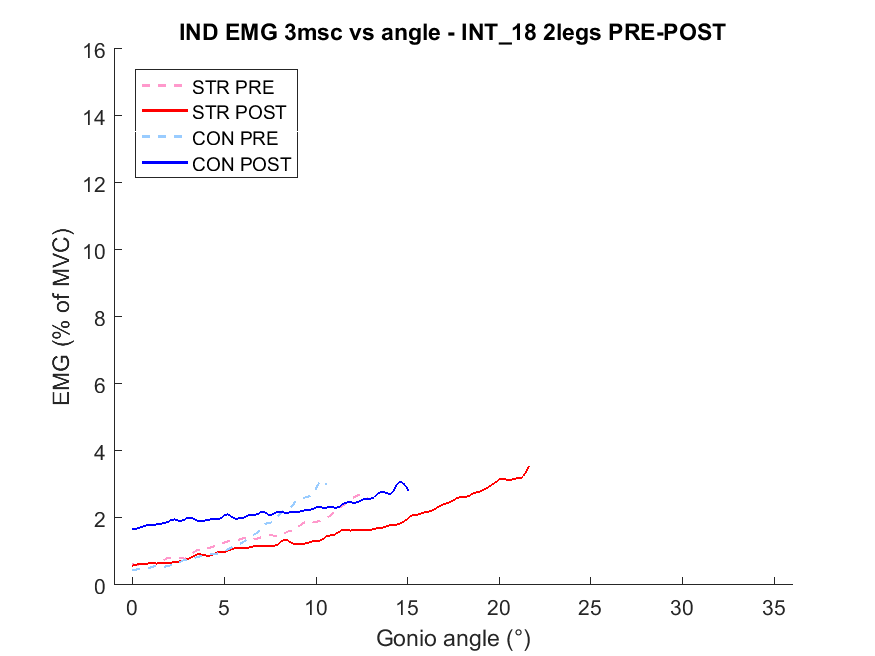 IND EMG 3msc vs angle - INT_18 2legs PRE-POST
16
14
12
10
8
6
4
2
0
EMG (% of MVC)
STR PRE
STR POST
CON PRE
CON POST
0 5 10 15 20 25 30 35
Gonio angle (°)